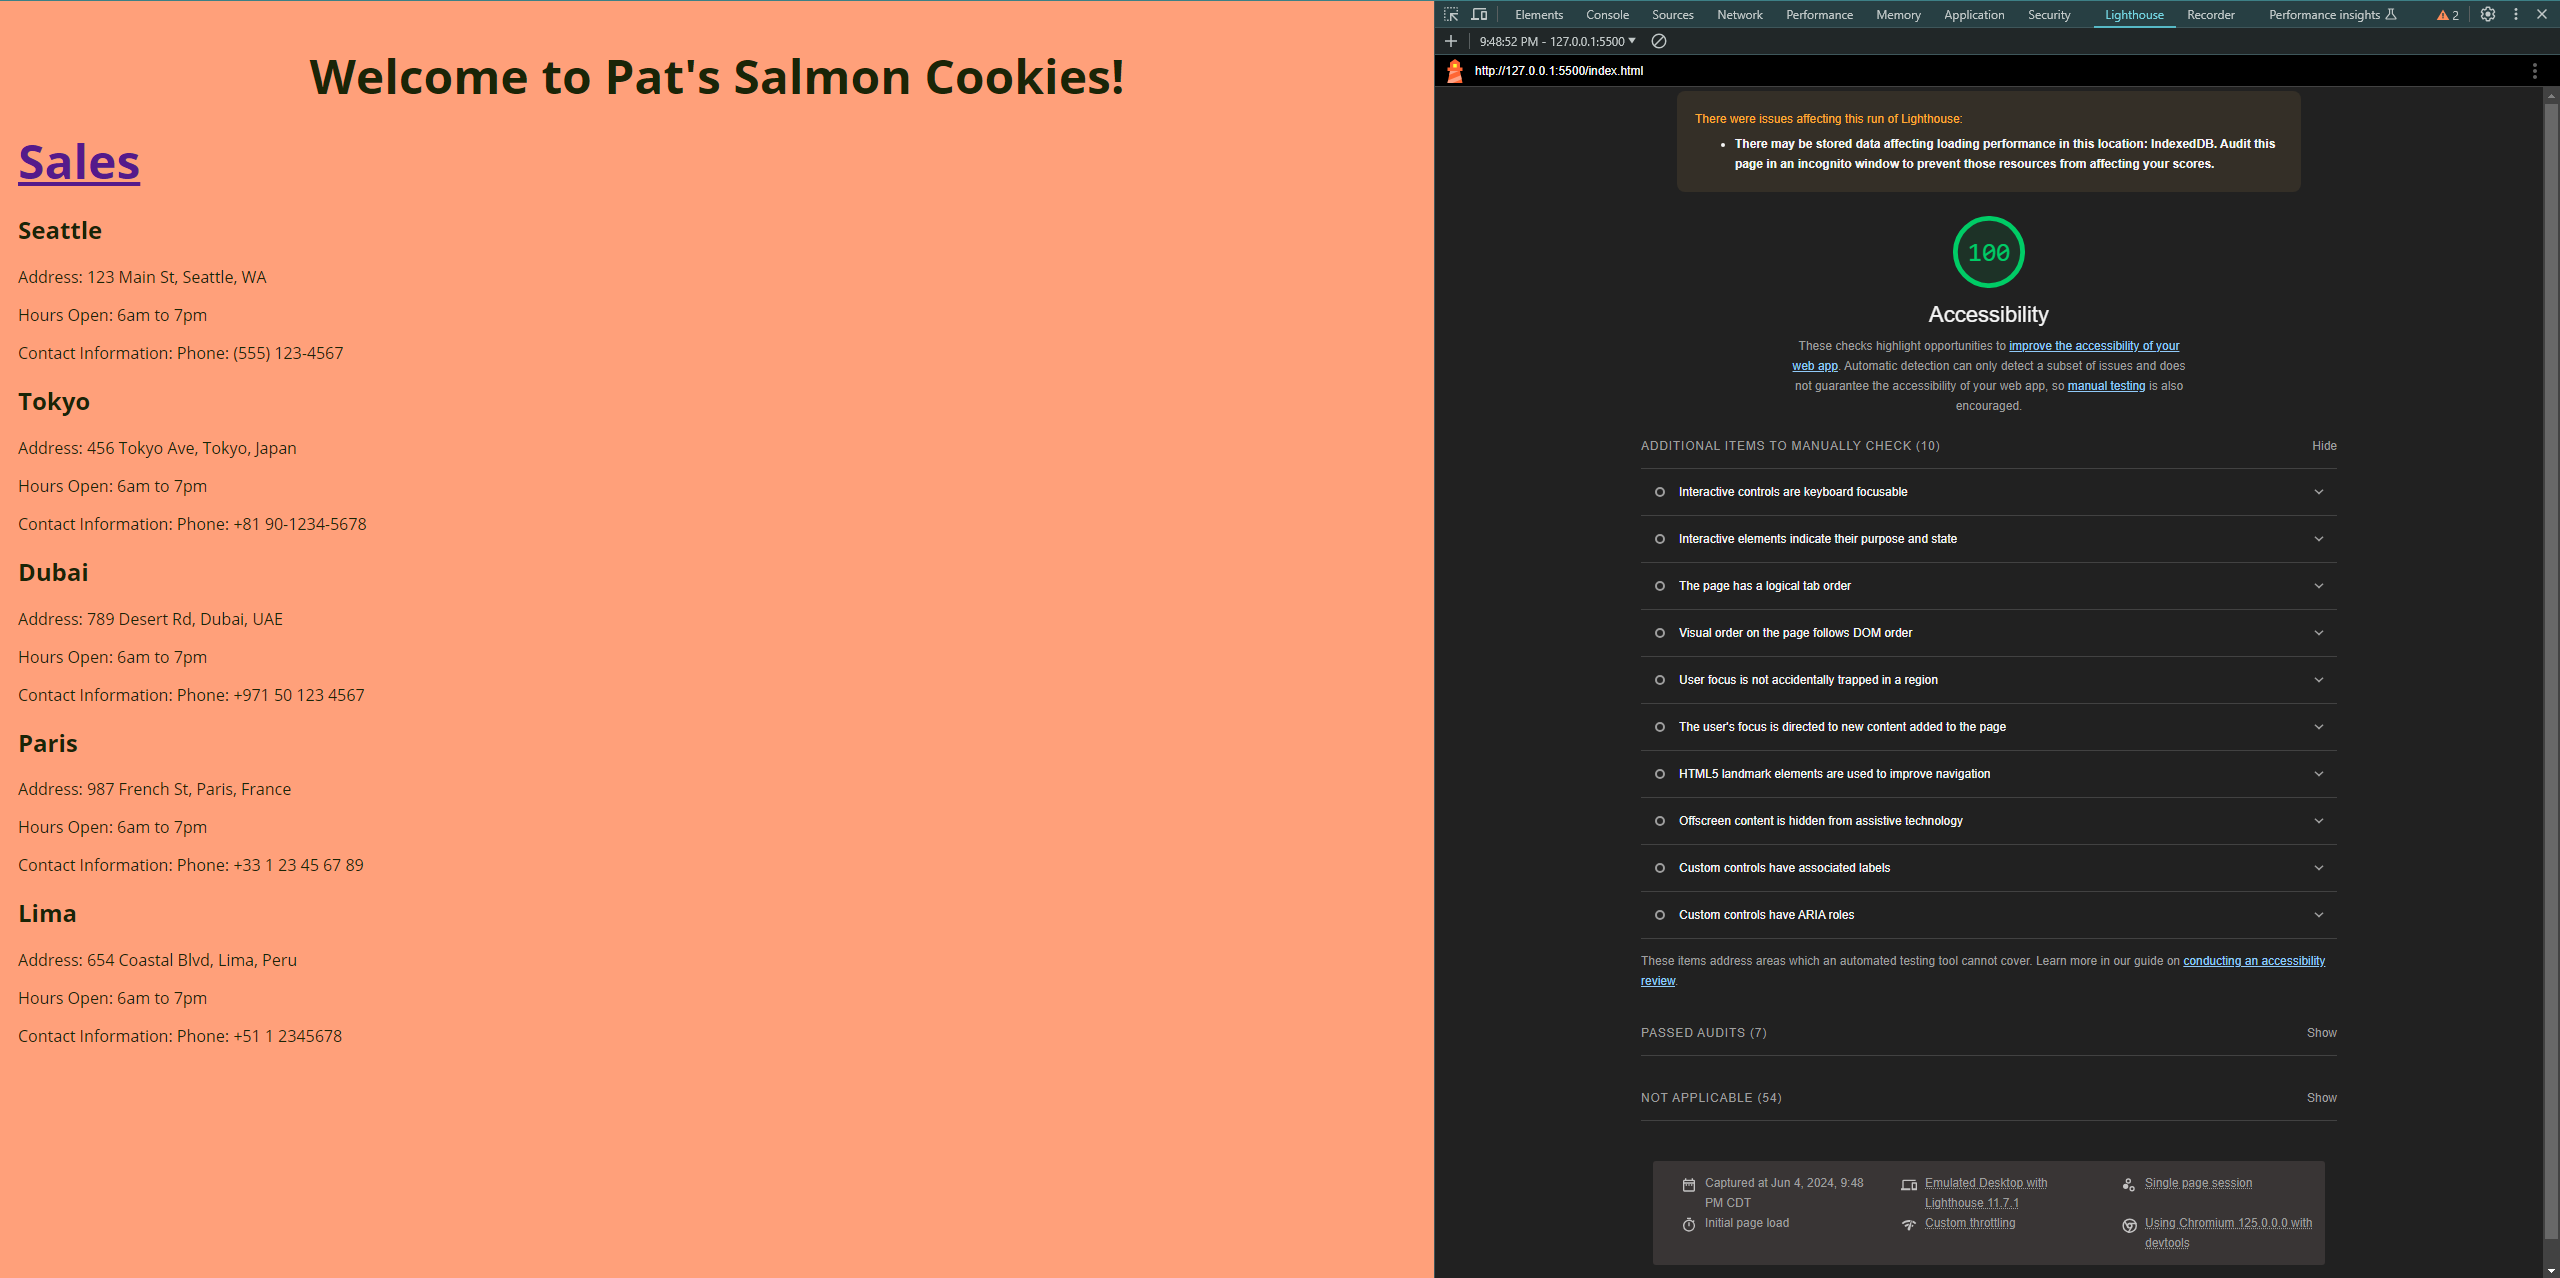 Welcome to Pat's Salmon Cookies!
Sales
Seattle
Address: 123 Main St, Seattle, WA
Hours Open: 6am to 7pm
Contact Information: Phone: (555) 123-4567
Tokyo
Address: 456 Tokyo Ave, Tokyo, Japan
Hours Open: 6am to 7pm
Contact Information: Phone: +81 90-1234-5678
Dubai
Address: 789 Desert Rd, Dubai, UAE
Hours Open: 6am to 7pm
Contact Information: Phone: +971 50 123 4567
Paris
Address: 987 French St, Paris, France
Hours Open: 6am to 7pm
Contact Information: Phone: +33 1 23 45 67 89
Lima
Address: 654 Coastal Blvd, Lima, Peru
Hours Open: 6am to 7pm
Contact Information: Phone: +51 1 2345678
Elements Console Sources Network Performance Memory Application Security Lighthouse Recorder Performance insights 2
9:48:52 PM - 127.0.0.1:5500
http://127.0.0.1:5500/index.html
There were issues affecting this run of Lighthouse:
• There may be stored data affecting loading performance in this location: IndexedDB. Audit this
page in an incognito window to prevent those resources from affecting your scores.
100
Accessibility
These checks highlight opportunities to improve the accessibility of your
web app. Automatic detection can only detect a subset of issues and does
not guarantee the accessibility of your web app, so manual testing is also
encouraged.
ADDITIONAL ITEMS TO MANUALLY CHECK (10) Hide
Interactive controls are keyboard focusable
Interactive elements indicate their purpose and state
The page has a logical tab order
Visual order on the page follows DOM order
User focus is not accidentally trapped in a region
The user's focus is directed to new content added to the page
HTML5 landmark elements are used to improve navigation
Offscreen content is hidden from assistive technology
Custom controls have associated labels
Custom controls have ARIA roles
These items address areas which an automated testing tool cannot cover. Learn more in our guide on conducting an accessibility
review.
PASSED AUDITS (7) Show
NOT APPLICABLE (54) Show
Captured at Jun 4, 2024, 9:48
PM CDT
Emulated Desktop with
Lighthouse 11.7.1
Single page session
Initial page load
Custom throttling
Using Chromium 125.0.0.0 with
devtools